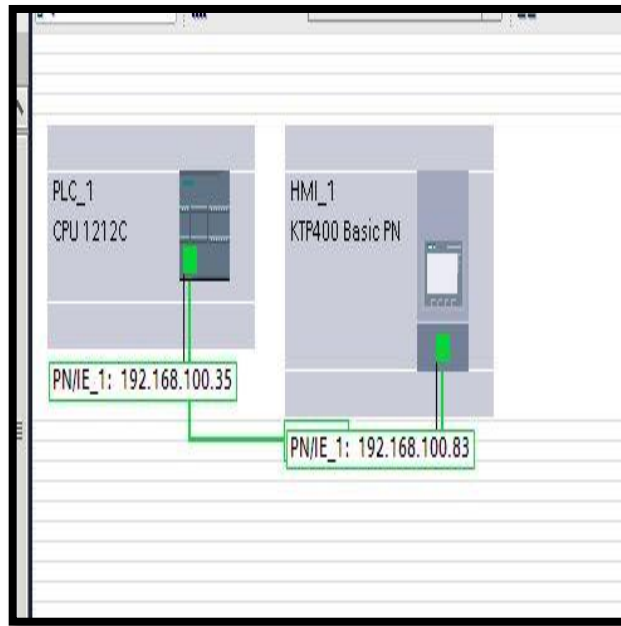 PLC_1
CPU 1212C
HMI_1
KTP400 Basic PN
PN/IE_1: 192.168.100.35
PN/IE_1: 192.168.100.83